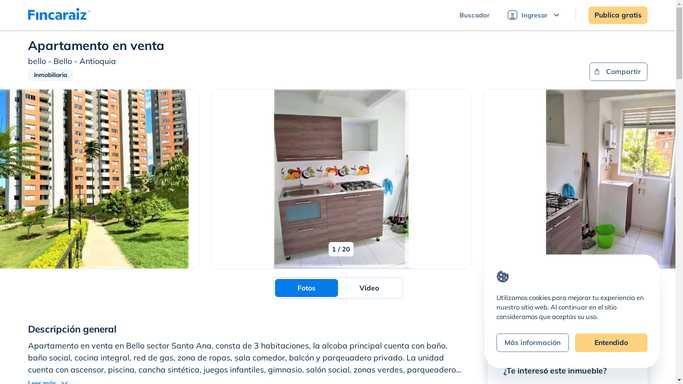 Fincaraiz
Buscador
Ingresar
Publica gratis
Apartamento en venta
bello - Bello - Antioquia
Inmobiliaria
Compartir
1 / 20
Fotos
Video
Utilizamos cookies para mejorar tu experiencia en
nuestro sitio web. Al continuar en el sitio
consideramos que aceptas su uso.
Más información
Entendido
Descripción general
Apartamento en venta en Bello sector Santa Ana, consta de 3 habitaciones, la alcoba principal cuenta con baño,
baño social, cocina integral, red de gas, zona de ropas, sala comedor, balcón y parqueadero privado. La unidad
cuenta con ascensor, piscina, cancha sintética, juegos infantiles, gimnasio, salón social, zonas verdes, parqueadero...
Leer más
¿Te interesó este inmueble?